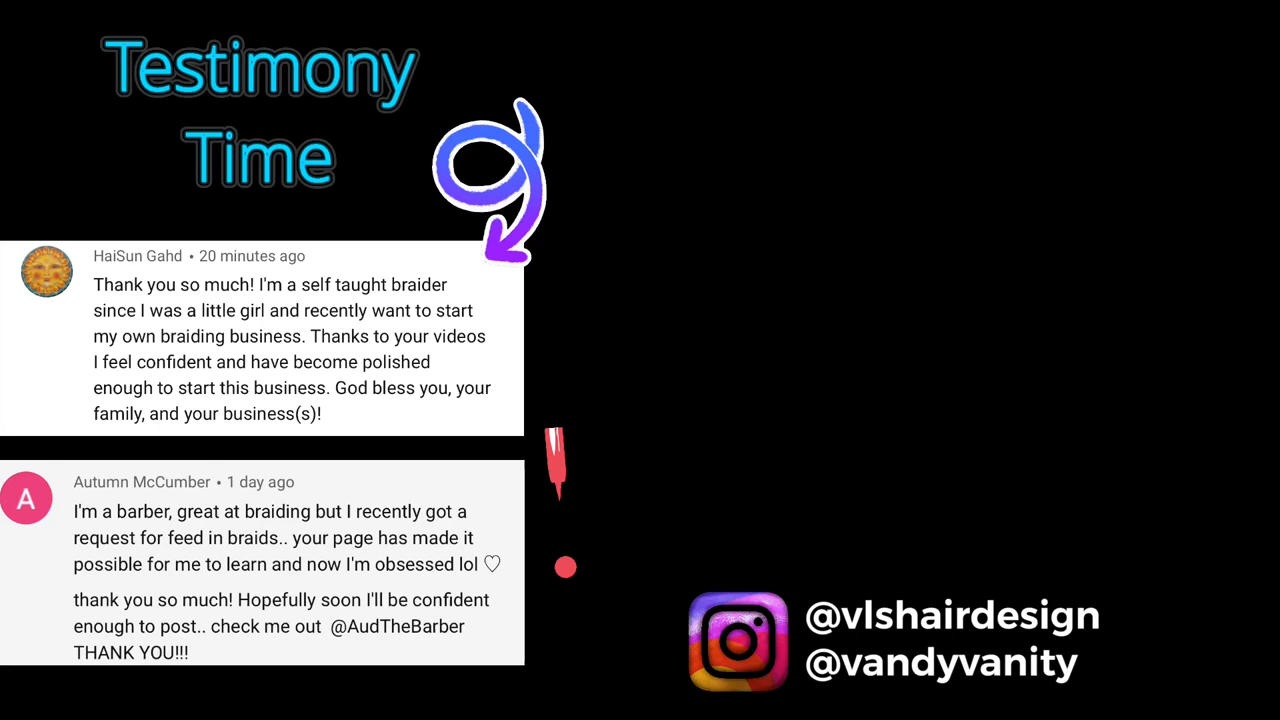 Testimony
Time
HaiSun Gahd • 20 minutes ago
Thank you so much! I'm a self taught braider
since I was a little girl and recently want to start
my own braiding business. Thanks to your videos
I feel confident and have become polished
enough to start this business. God bless you, your
family, and your business(s)!
A
Autumn McCumber • 1 day ago
I'm a barber, great at braiding but I recently got a
request for feed in braids.. your page has made it
possible for me to learn and now I'm obsessed lol ♡
thank you so much! Hopefully soon I'll be confident
enough to post.. check me out @AudTheBarber
THANK YOU!!!
@vlshairdesign
@vandyvanity